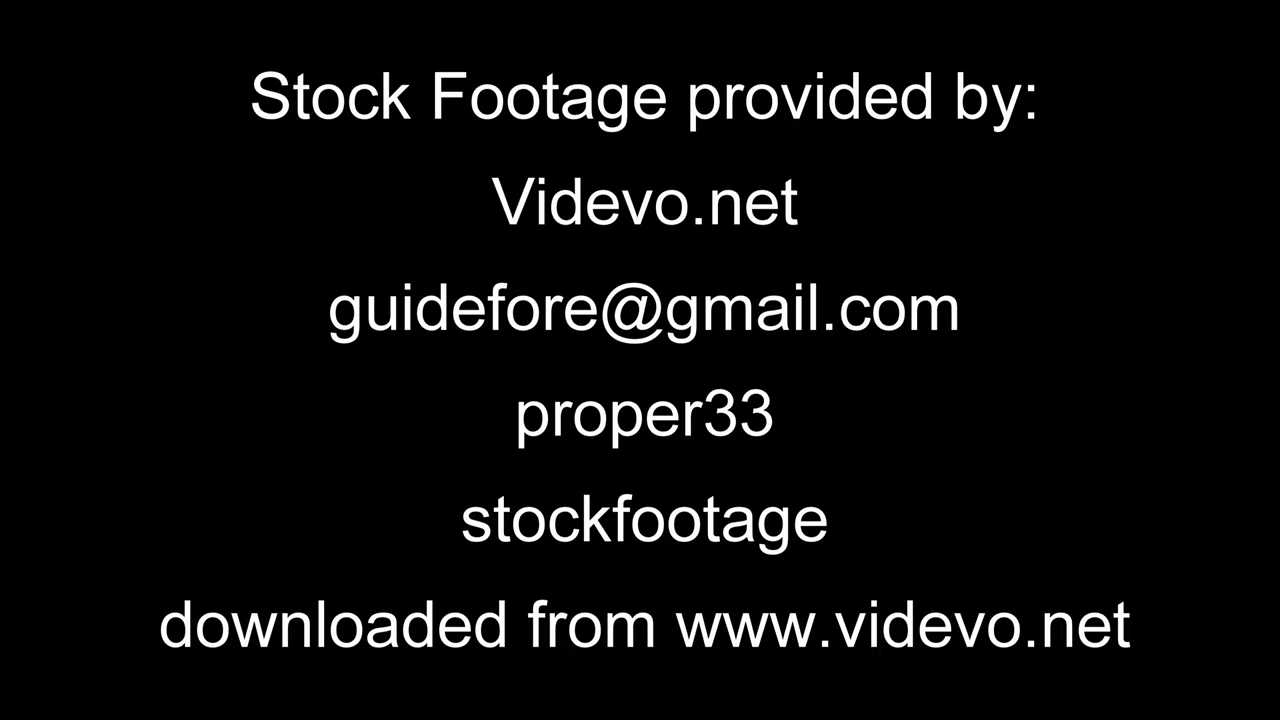 Stock Footage provided by:
Videvo.net
guidefore@gmail.com
proper33
stockfootage
downloaded from www.videvo.net